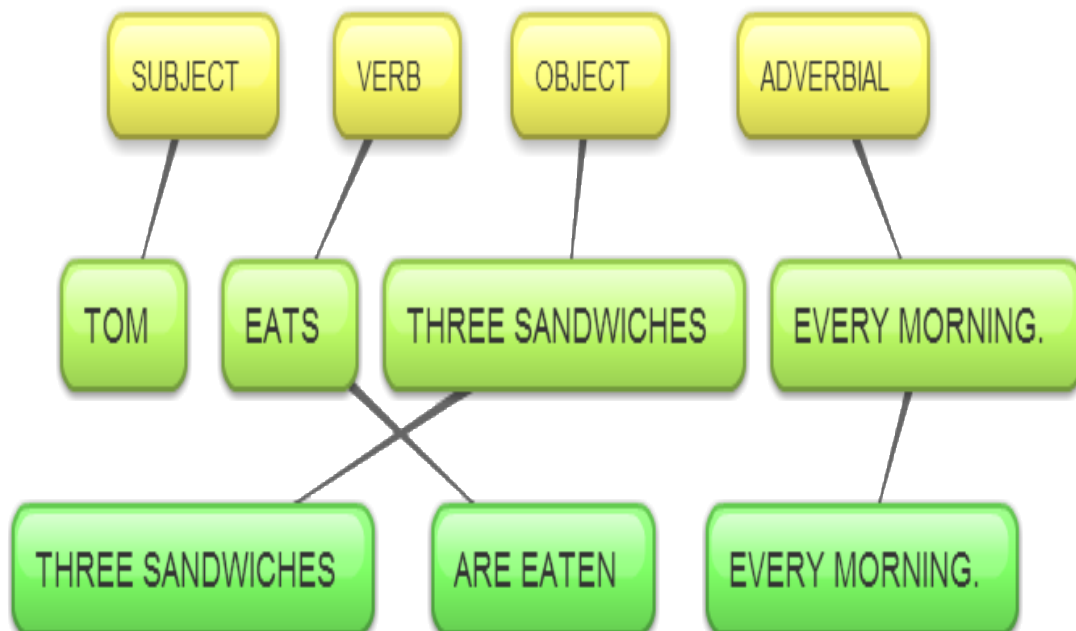 SUBJECT VERB OBJECT ADVERBIAL
TOM EATS THREE SANDWICHES EVERY MORNING.
THREE SANDWICHES ARE EATEN EVERY MORNING.